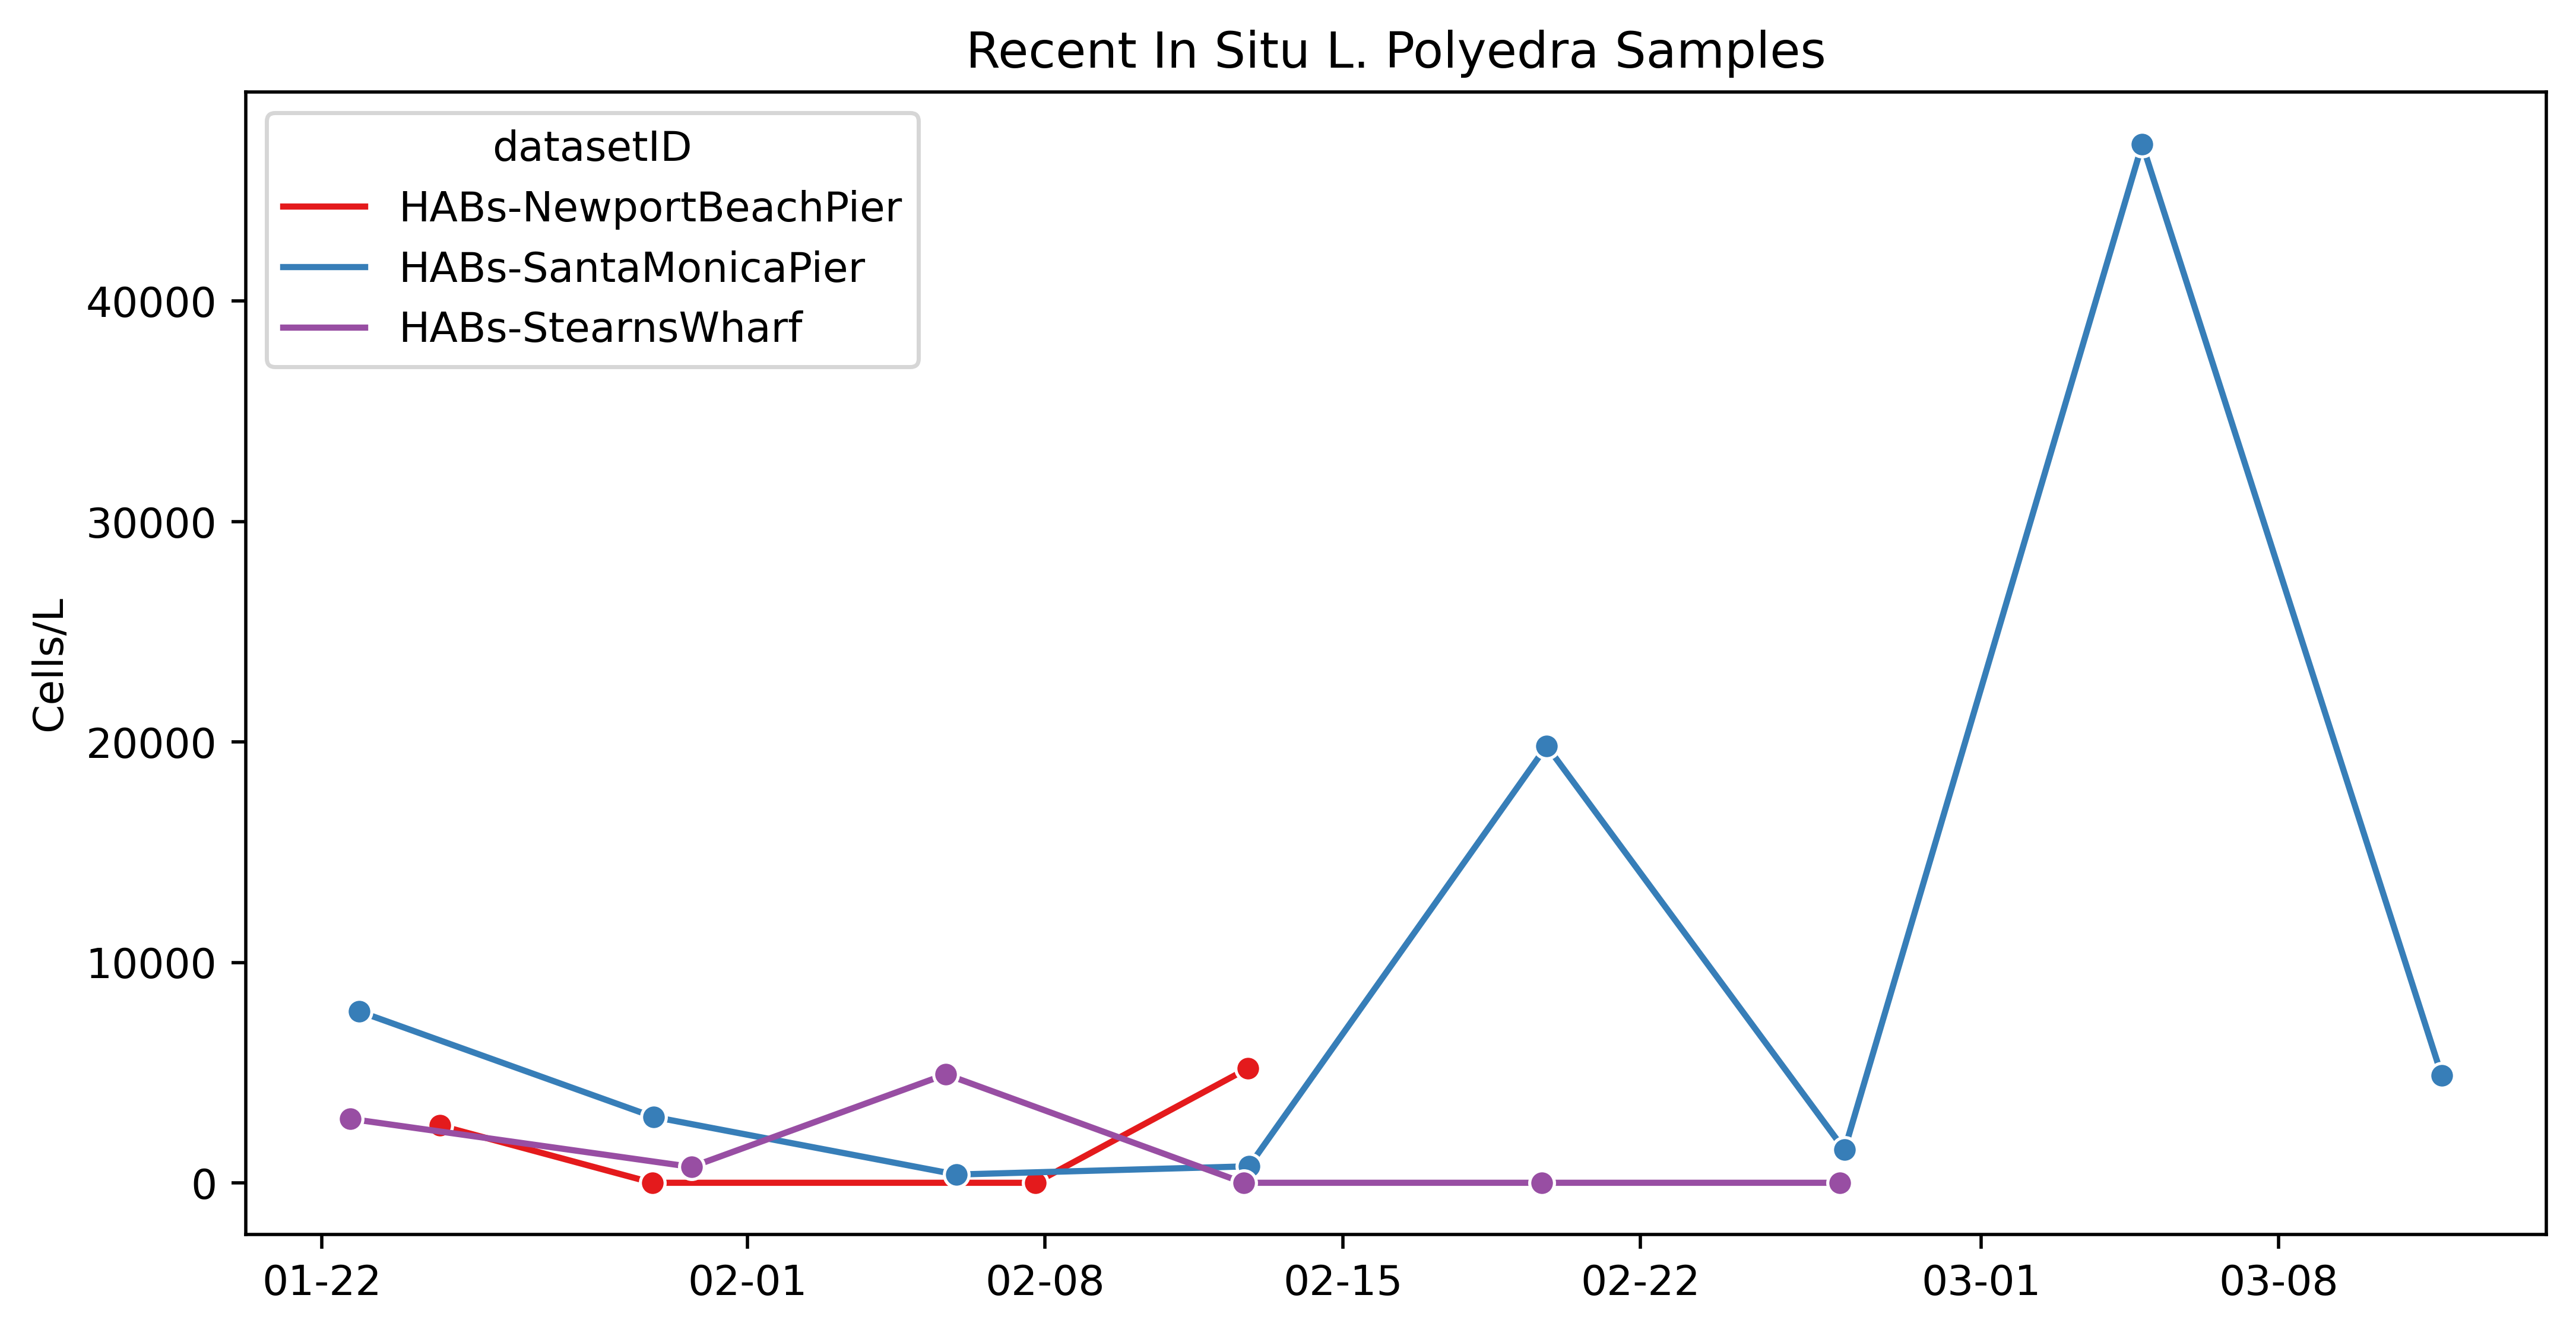 Recent In Situ L. Polyedra Samples
datasetID
HABs-NewportBeachPier
HABs-SantaMonicaPier
HABs-StearnsWharf
Cells/L
40000
30000
20000
10000
0
01-22 02-01 02-08 02-15 02-22 03-01 03-08